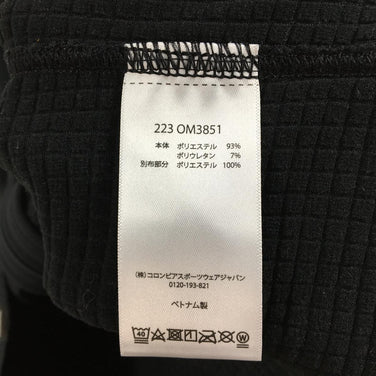 223 OM3851
本体 ポリエステル 93%
ポリウレタン 7%
別布部分 ポリエステル 100%
(株)コロンビアスポーツウェアジャパン
0120-193-821
ベトナム製
40 W